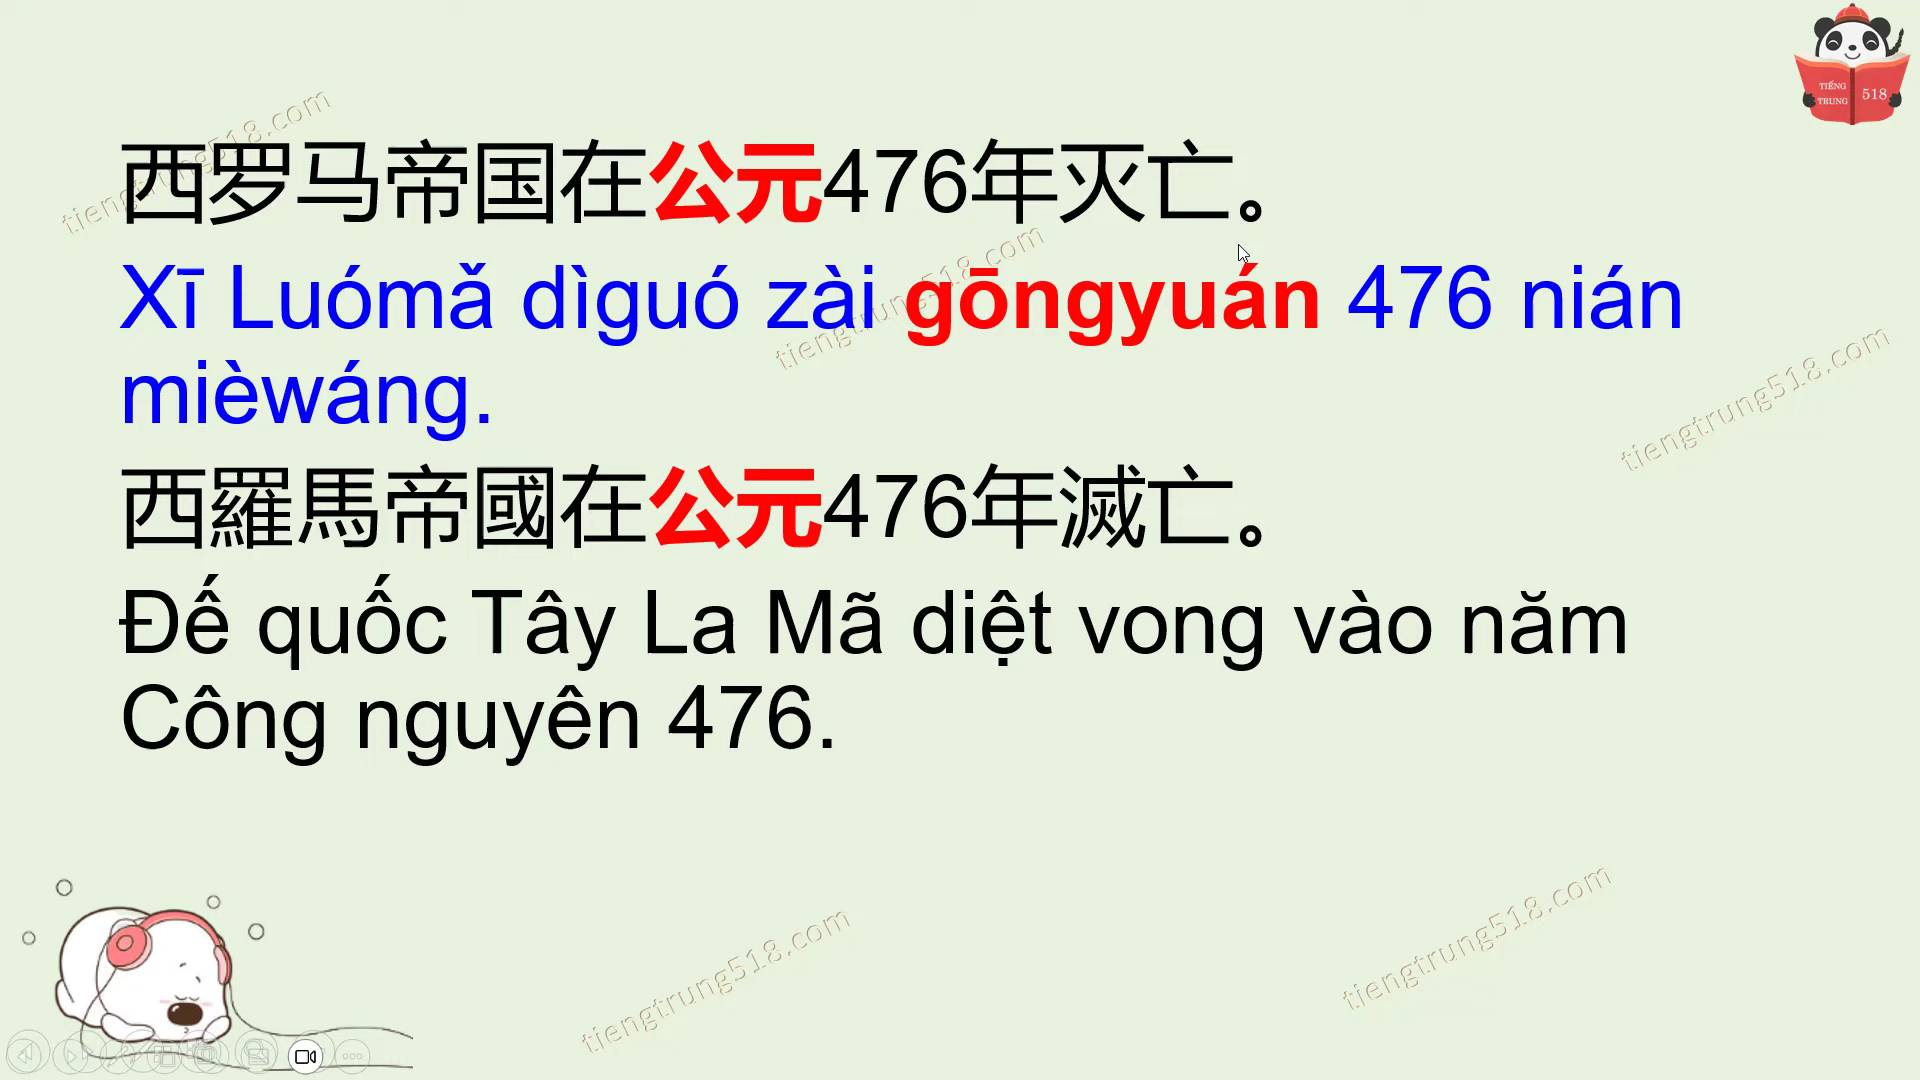 西罗马帝国在公元476年灭亡。
Xī Luómǎ dìguó zài gōngyuán 476 nián
mièwáng.
西羅馬帝國在公元476年滅亡。
Đế quốc Tây La Mã diệt vong vào năm
Công nguyên 476.
TIẾNG
TRUNG
518
tiengtrung518.com
tiengtrung518.com
tiengtrung518.com
tiengtrung518.com
tiengtrung518.com